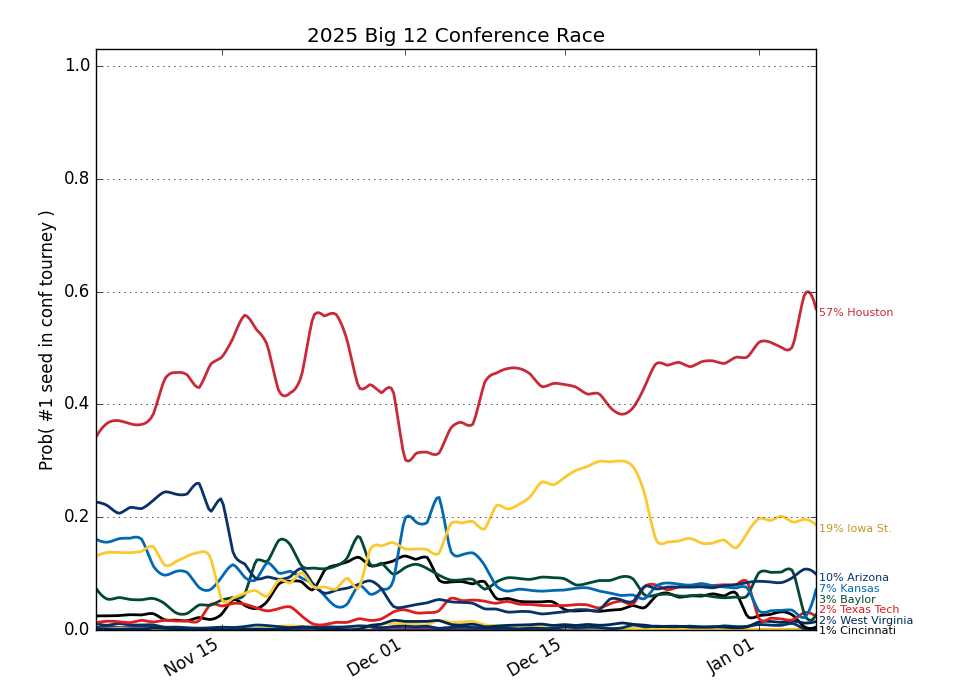 2025 Big 12 Conference Race
Prob( #1 seed in conf tourney )
1.0
0.8
0.6
0.4
0.2
0.0
Nov 15
Dec 01
Dec 15
Jan 01
57% Houston
19% Iowa St.
10% Arizona
7% Kansas
3% Baylor
2% Texas Tech
2% West Virginia
1% Cincinnati